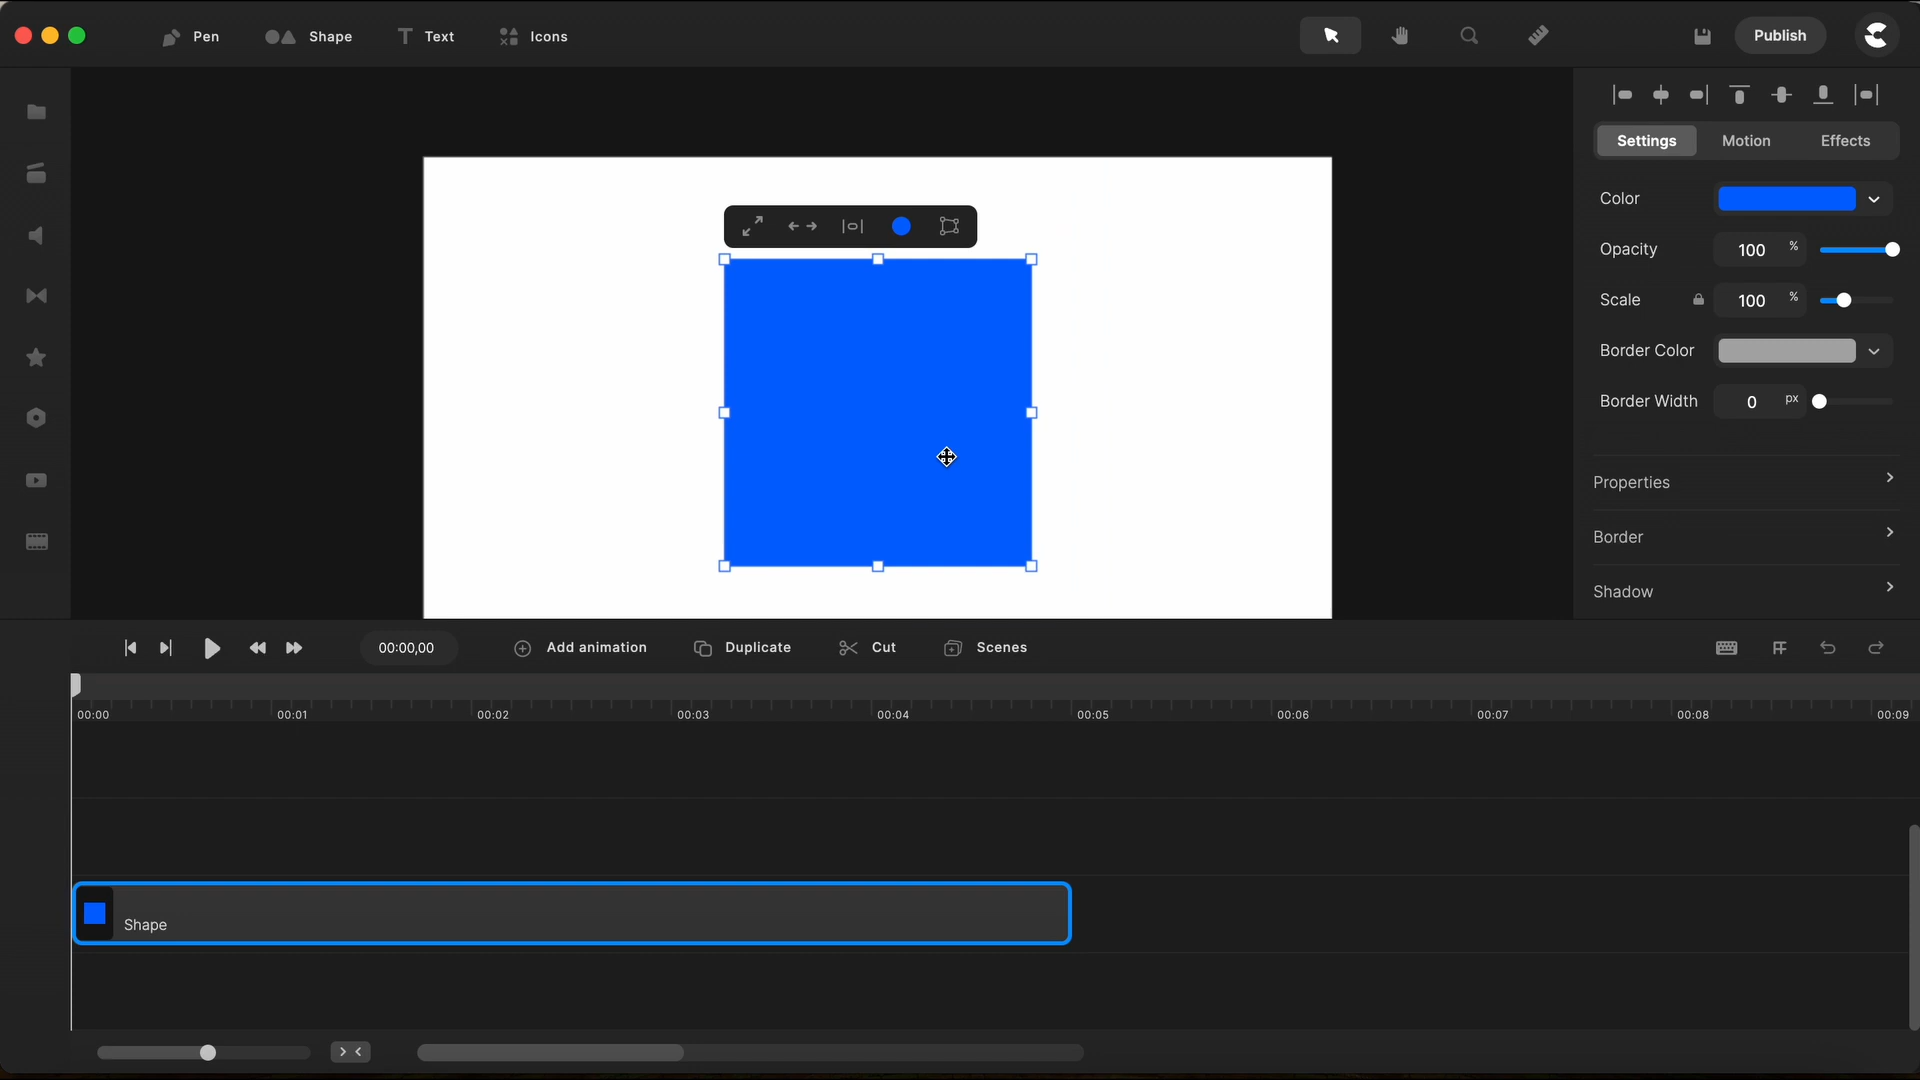 Pen Shape Text Icons Publish
Settings Motion Effects
Color
Opacity 100 %
Scale 100 %
Border Color
Border Width 0 px
Properties
Border
Shadow
00:00,00 Add animation Duplicate Cut Scenes
00:00 00:01 00:02 00:03 00:04 00:05 00:06 00:07 00:08 00:09
Shape